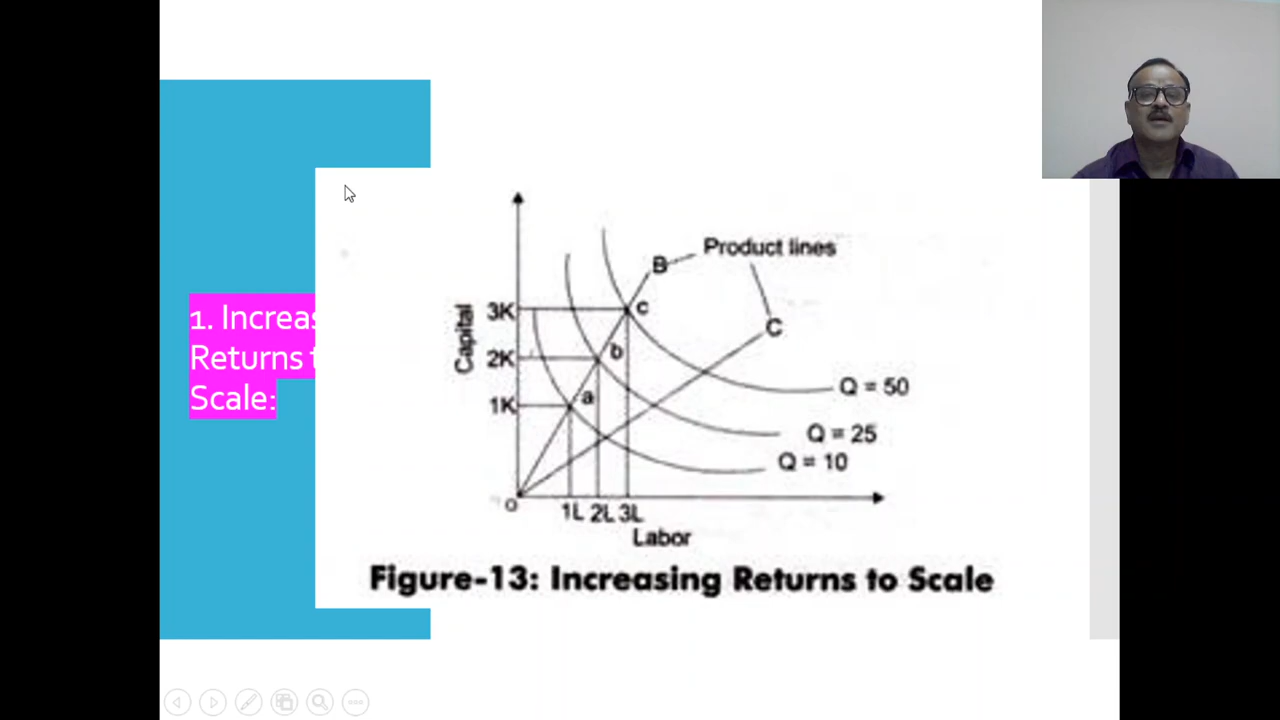 1. Increas
Returns t
Scale:
Product lines
B
C
Capital
3K
2K
1K
c
b
a
Q = 50
Q = 25
Q = 10
O
1L 2L 3L
Labor
Figure-13: Increasing Returns to Scale